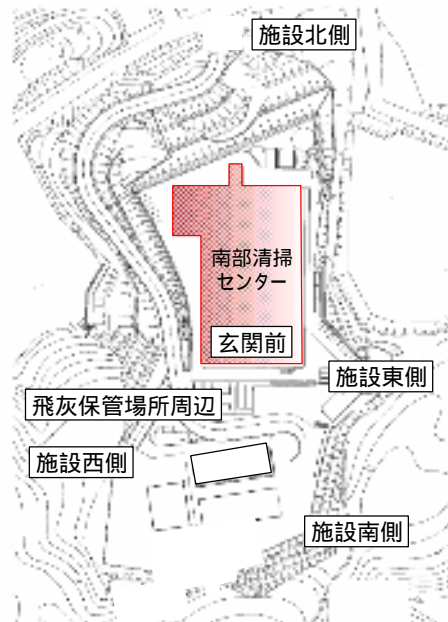 施設北側
南部清掃
センター
玄関前
施設東側
飛灰保管場所周辺
施設西側
施設南側